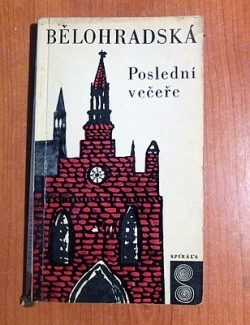 BĚLOHRADSKÁ
Poslední
večeře
SPIRÁLA